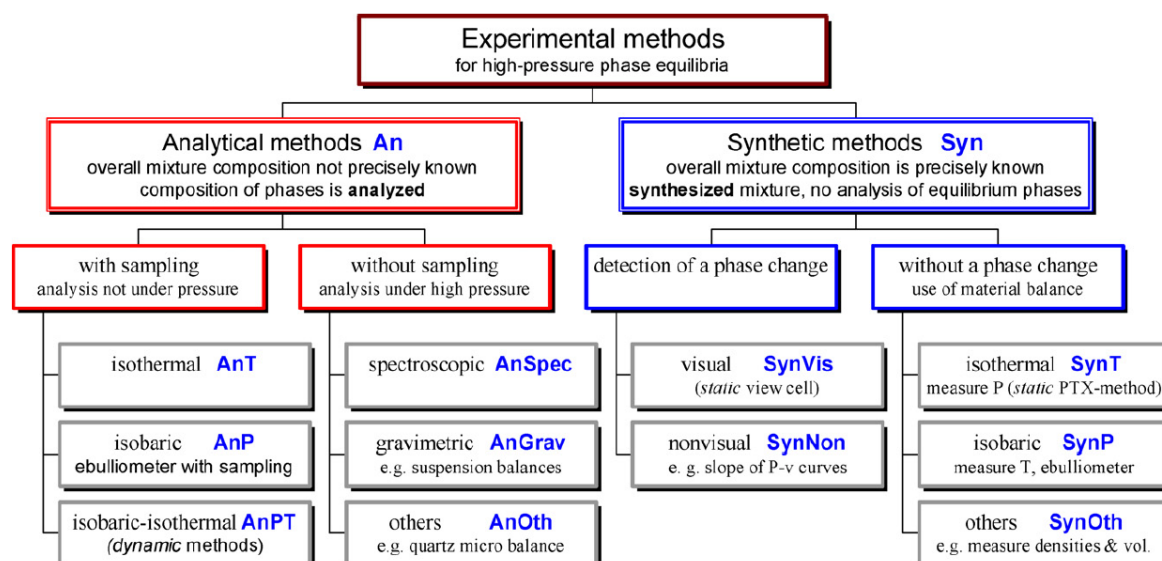 Experimental methods
for high-pressure phase equilibria
Analytical methods An
overall mixture composition not precisely known
composition of phases is analyzed
Synthetic methods Syn
overall mixture composition is precisely known
synthesized mixture, no analysis of equilibrium phases
with sampling
analysis not under pressure
without sampling
analysis under high pressure
detection of a phase change
without a phase change
use of material balance
isothermal AnT
isobaric AnP
ebulliometer with sampling
isobaric-isothermal AnPT
(dynamic methods)
spectroscopic AnSpec
gravimetric AnGrav
e.g. suspension balances
others AnOth
e.g. quartz micro balance
visual SynVis
(static view cell)
nonvisual SynNon
e. g. slope of P-v curves
isothermal SynT
measure P (static PTX-method)
isobaric SynP
measure T, ebulliometer
others SynOth
e.g. measure densities & vol.